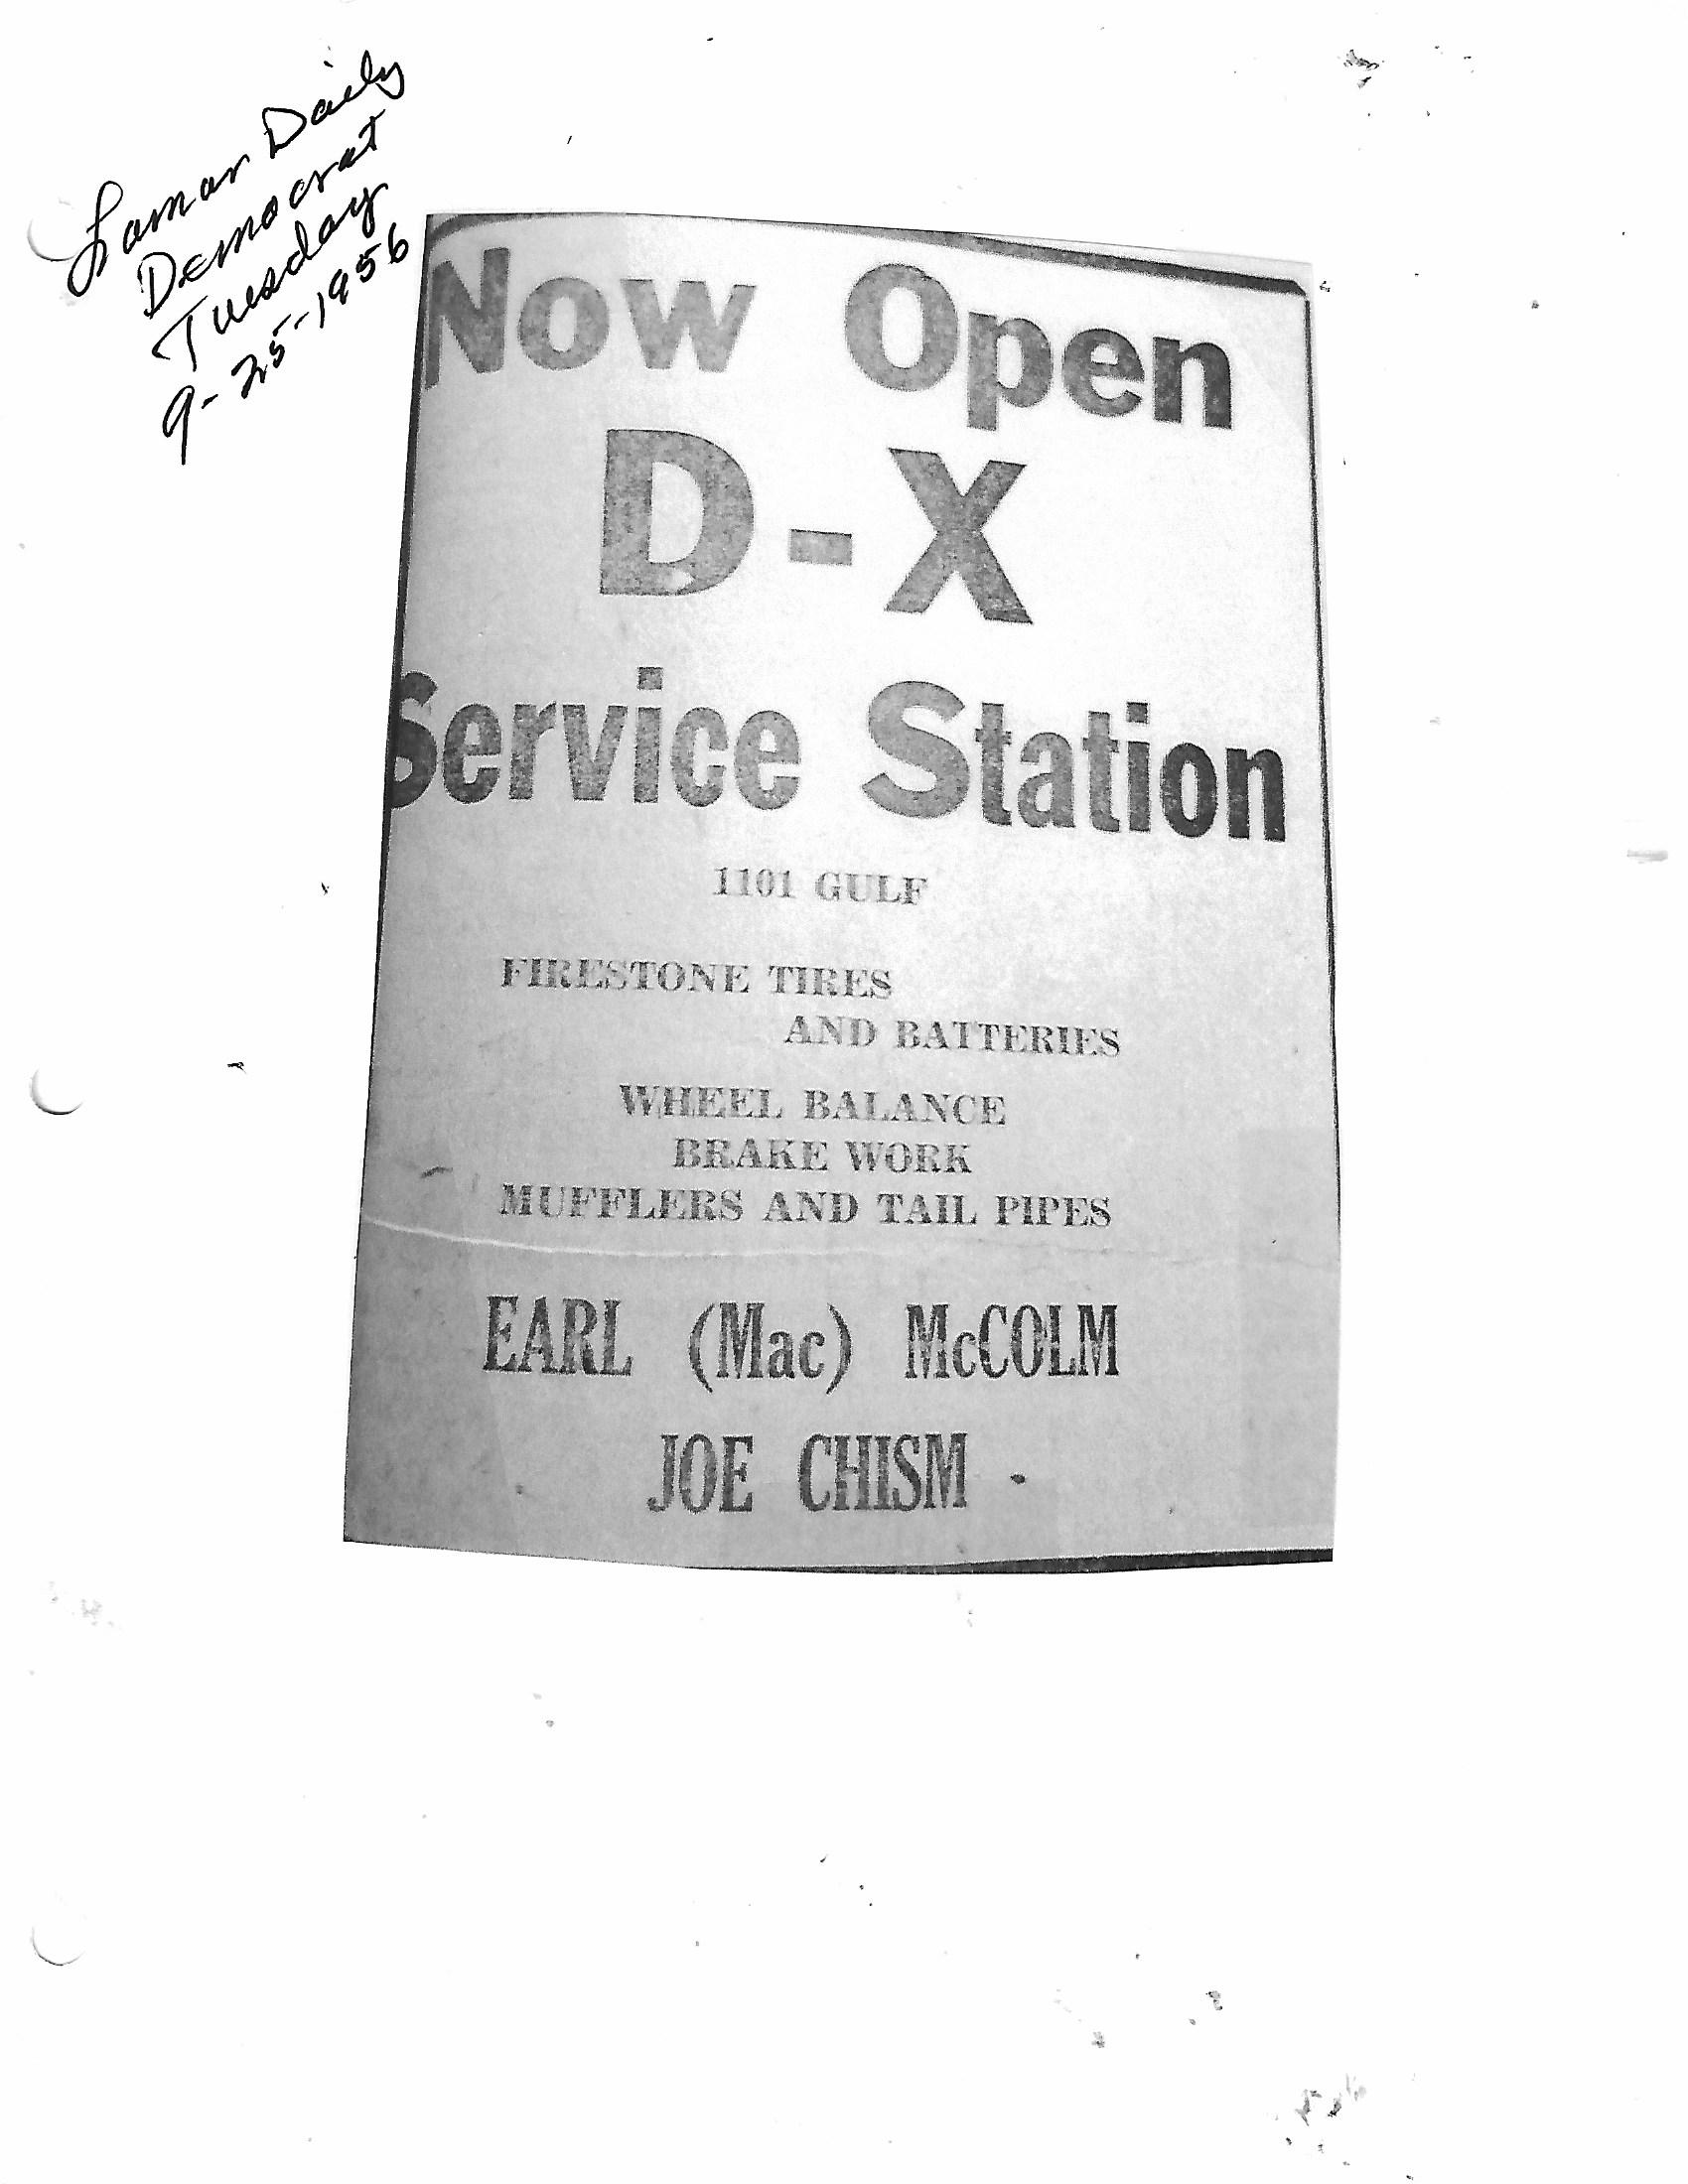 Lamar Daily
Democrat
Tuesday
9-25-1956
Now Open
D-X
Service Station
1101 GULF
FIRESTONE TIRES
AND BATTERIES
WHEEL BALANCE
BRAKE WORK
MUFFLERS AND TAIL PIPES
EARL (Mac) McCOLM
JOE CHISM